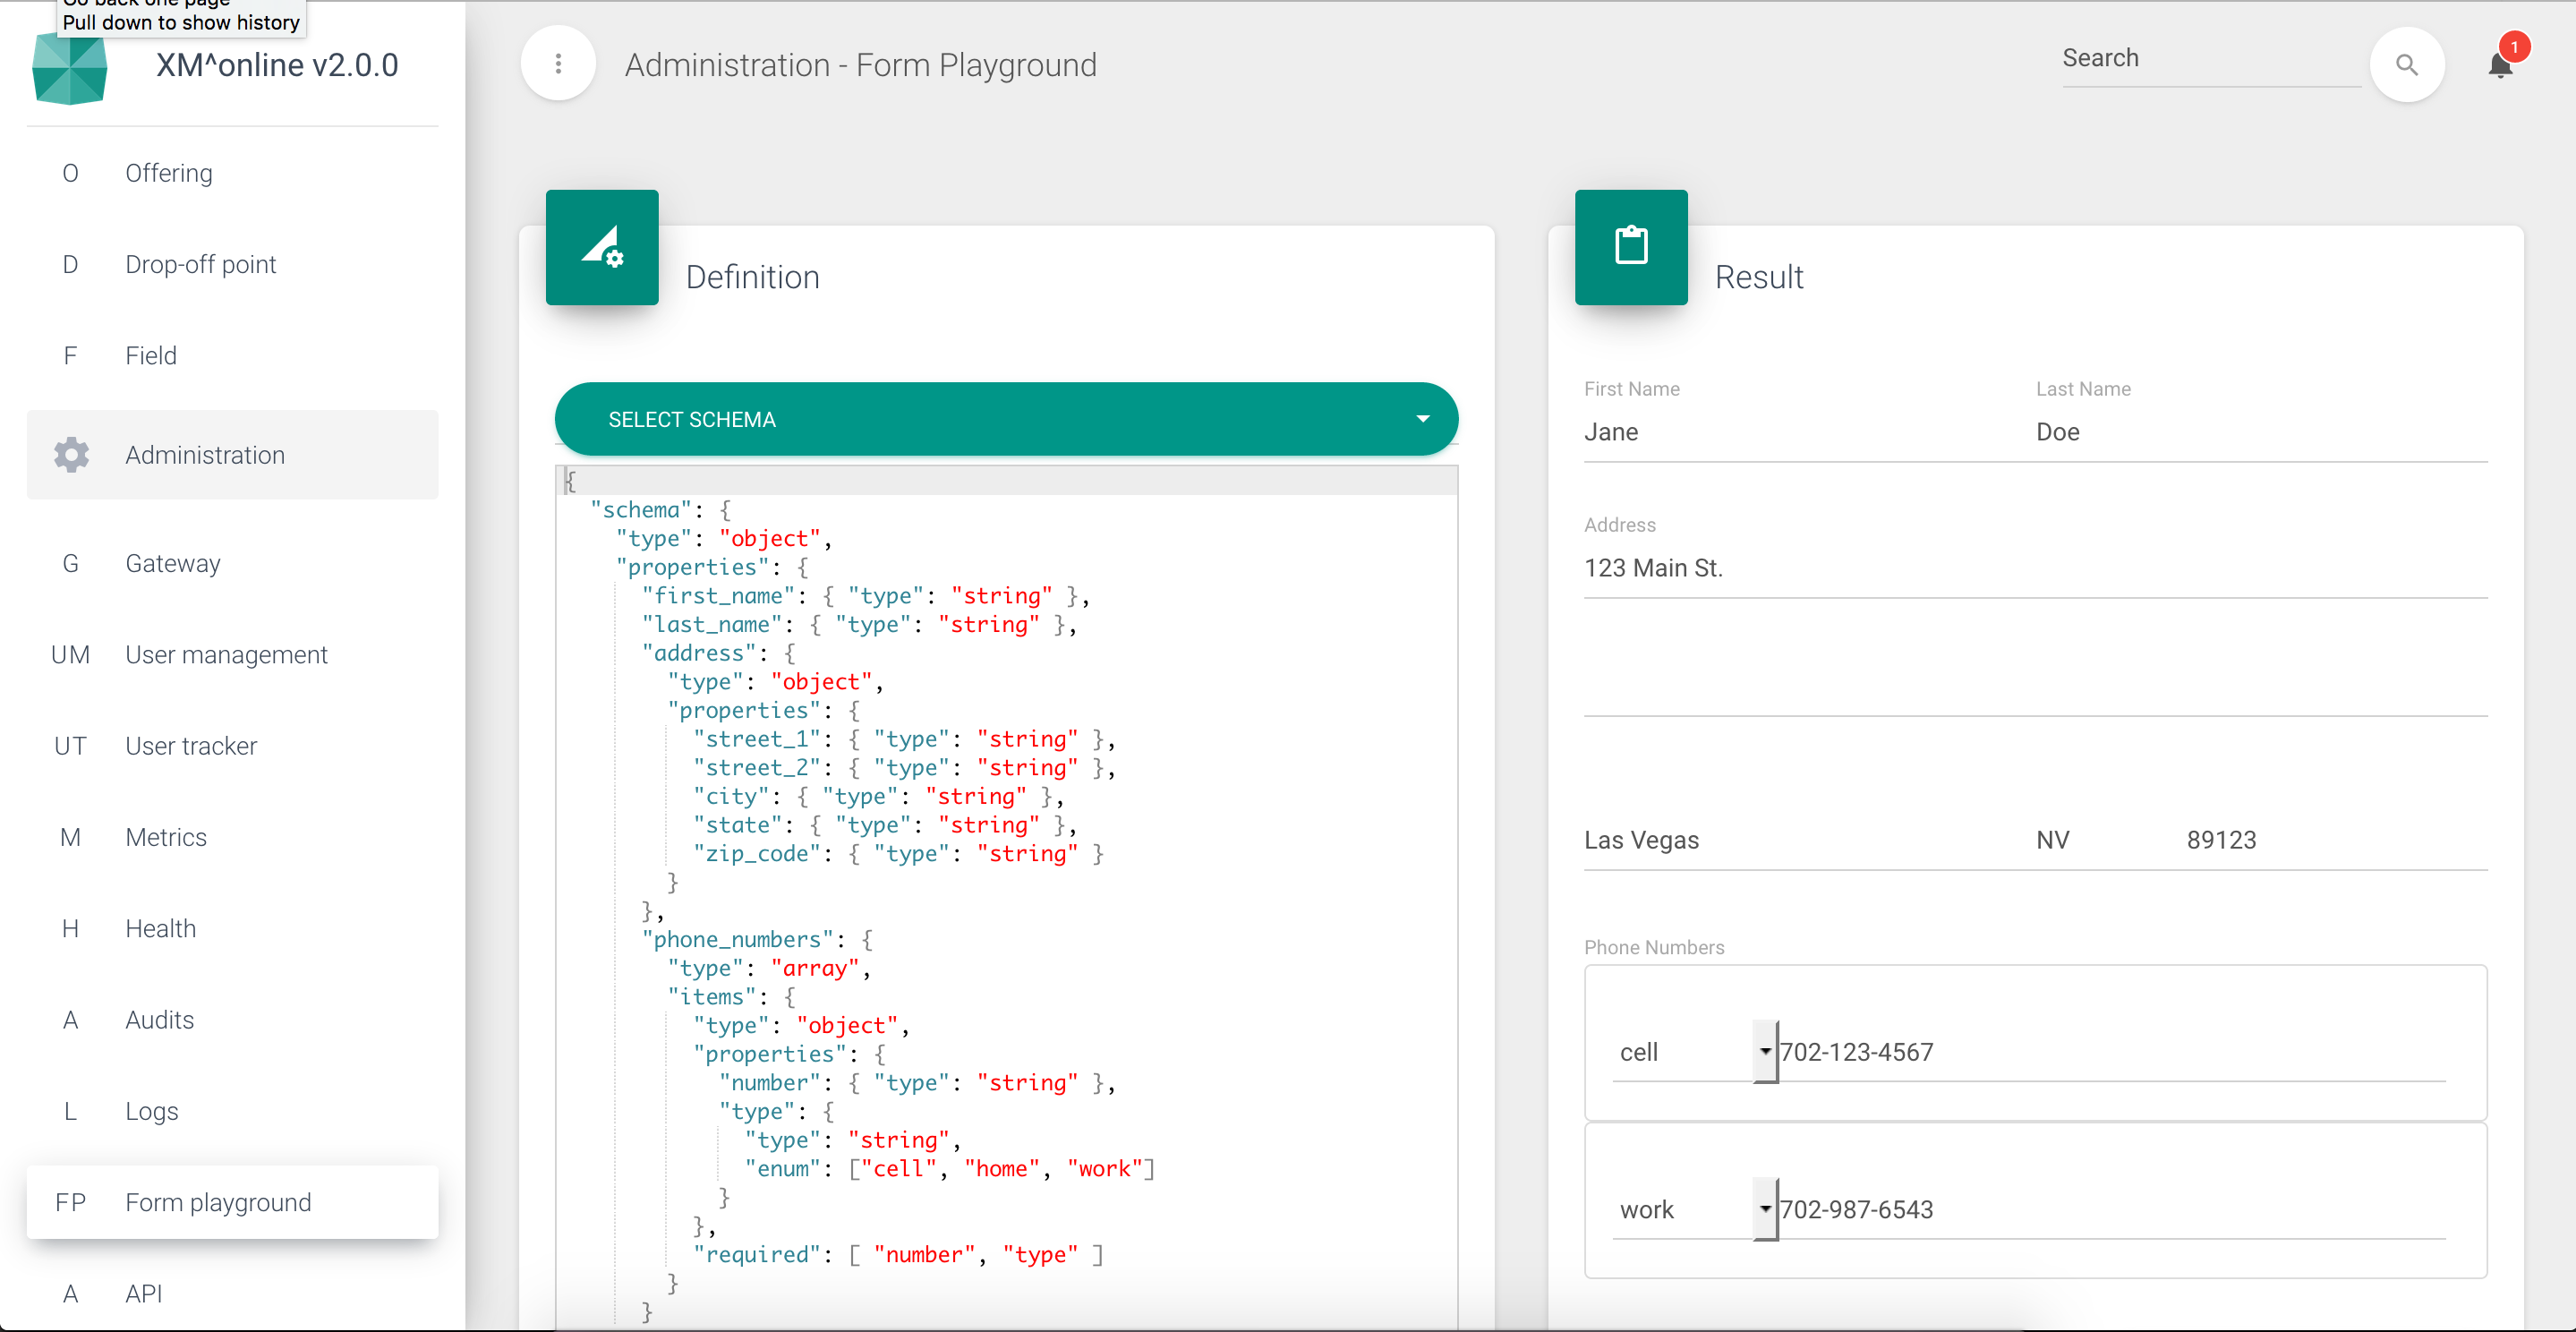 Go back one page
Pull down to show history
XM^online v2.0.0
O Offering
D Drop-off point
F Field
Administration
G Gateway
UM User management
UT User tracker
M Metrics
H Health
A Audits
L Logs
FP Form playground
A API
Administration - Form Playground
Search
1
Definition
SELECT SCHEMA
{
  "schema": {
    "type": "object",
    "properties": {
      "first_name": { "type": "string" },
      "last_name": { "type": "string" },
      "address": {
        "type": "object",
        "properties": {
          "street_1": { "type": "string" },
          "street_2": { "type": "string" },
          "city": { "type": "string" },
          "state": { "type": "string" },
          "zip_code": { "type": "string" }
        }
      },
      "phone_numbers": {
        "type": "array",
        "items": {
          "type": "object",
          "properties": {
            "number": { "type": "string" },
            "type": {
              "type": "string",
              "enum": ["cell", "home", "work"]
            }
          },
          "required": [ "number", "type" ]
        }
      }
Result
First Name Last Name
Jane Doe
Address
123 Main St.
Las Vegas NV 89123
Phone Numbers
cell 702-123-4567
work 702-987-6543